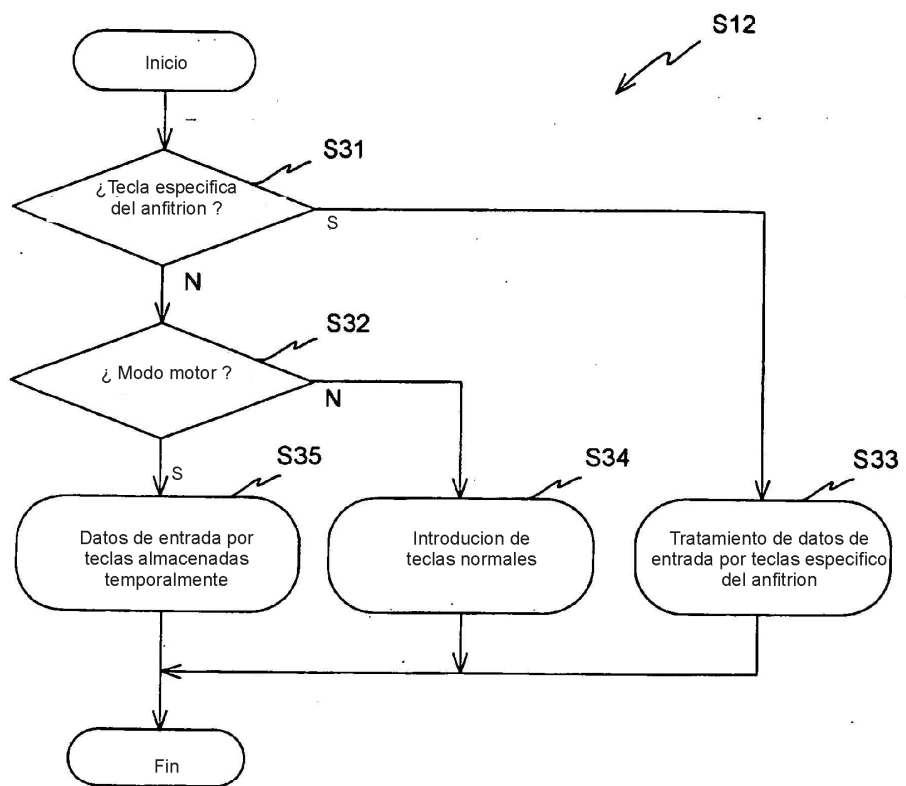 S12
Inicio
S31
¿Tecla especifica
del anfitrion ?
S
N
S32
¿ Modo motor ?
N
S
S35
Datos de entrada por
teclas almacenadas
temporalmente
S34
Introducion de
teclas normales
S33
Tratamiento de datos de
entrada por teclas especifico
del anfitrion
Fin